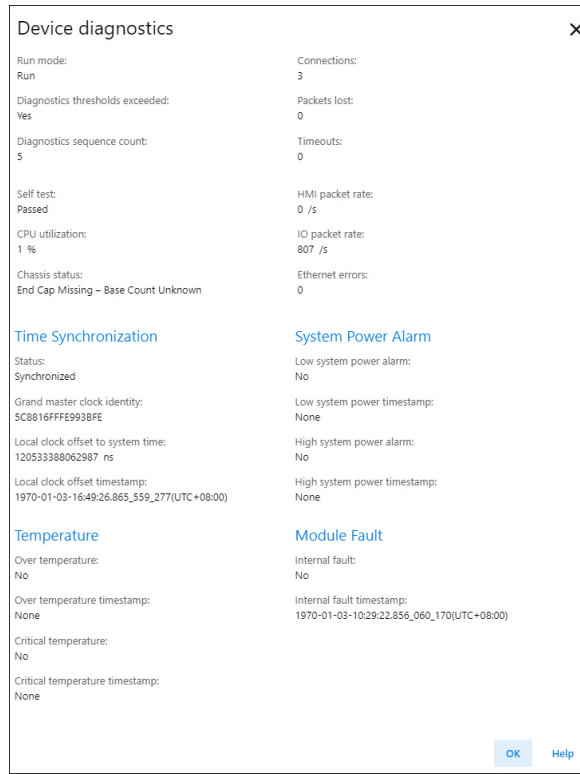 Device diagnostics
Run mode:
Run
Connections:
3
Diagnostics thresholds exceeded:
Yes
Packets lost:
0
Diagnostics sequence count:
5
Timeouts:
0
Self test:
Passed
HMI packet rate:
0 /s
CPU utilization:
1 %
IO packet rate:
807 /s
Chassis status:
End Cap Missing – Base Count Unknown
Ethernet errors:
0
Time Synchronization
Status:
Synchronized
Grand master clock identity:
5C8816FFFE993BFE
Local clock offset to system time:
120533388062987 ns
Local clock offset timestamp:
1970-01-03-16:49:26.865_559_277(UTC+08:00)
System Power Alarm
Low system power alarm:
No
Low system power timestamp:
None
High system power alarm:
No
High system power timestamp:
None
Temperature
Over temperature:
No
Over temperature timestamp:
None
Critical temperature:
No
Critical temperature timestamp:
None
Module Fault
Internal fault:
No
Internal fault timestamp:
1970-01-03-10:29:22.856_060_170(UTC+08:00)
OK
Help